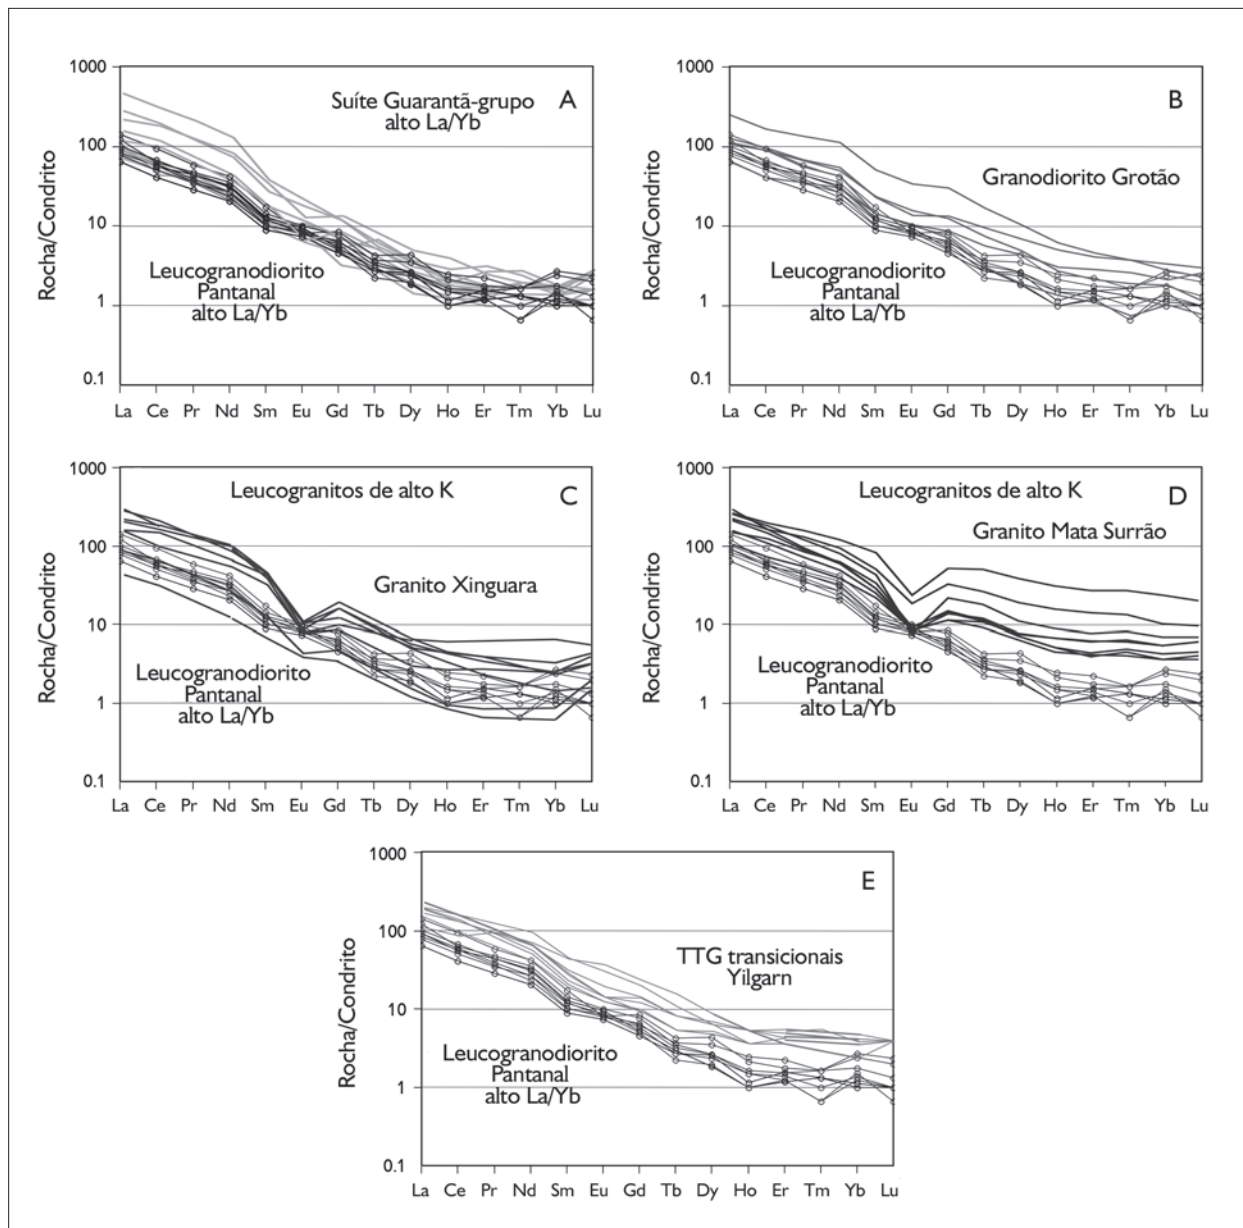 1000
100
10
1
0.1
Rocha/Condrito
Suíte Guarantã-grupo
alto La/Yb
A
Leucogranodiorito
Pantanal
alto La/Yb
La Ce Pr Nd Sm Eu Gd Tb Dy Ho Er Tm Yb Lu
1000
100
10
1
0.1
Rocha/Condrito
B
Granodiorito Grotão
Leucogranodiorito
Pantanal
alto La/Yb
La Ce Pr Nd Sm Eu Gd Tb Dy Ho Er Tm Yb Lu
1000
100
10
1
0.1
Rocha/Condrito
Leucogranitos de alto K
C
Granito Xinguara
Leucogranodiorito
Pantanal
alto La/Yb
La Ce Pr Nd Sm Eu Gd Tb Dy Ho Er Tm Yb Lu
1000
100
10
1
0.1
Rocha/Condrito
Leucogranitos de alto K
D
Granito Mata Surrão
Leucogranodiorito
Pantanal
alto La/Yb
La Ce Pr Nd Sm Eu Gd Tb Dy Ho Er Tm Yb Lu
1000
100
10
1
0.1
Rocha/Condrito
E
TTG transicionais
Yilgarn
Leucogranodiorito
Pantanal
alto La/Yb
La Ce Pr Nd Sm Eu Gd Tb Dy Ho Er Tm Yb Lu